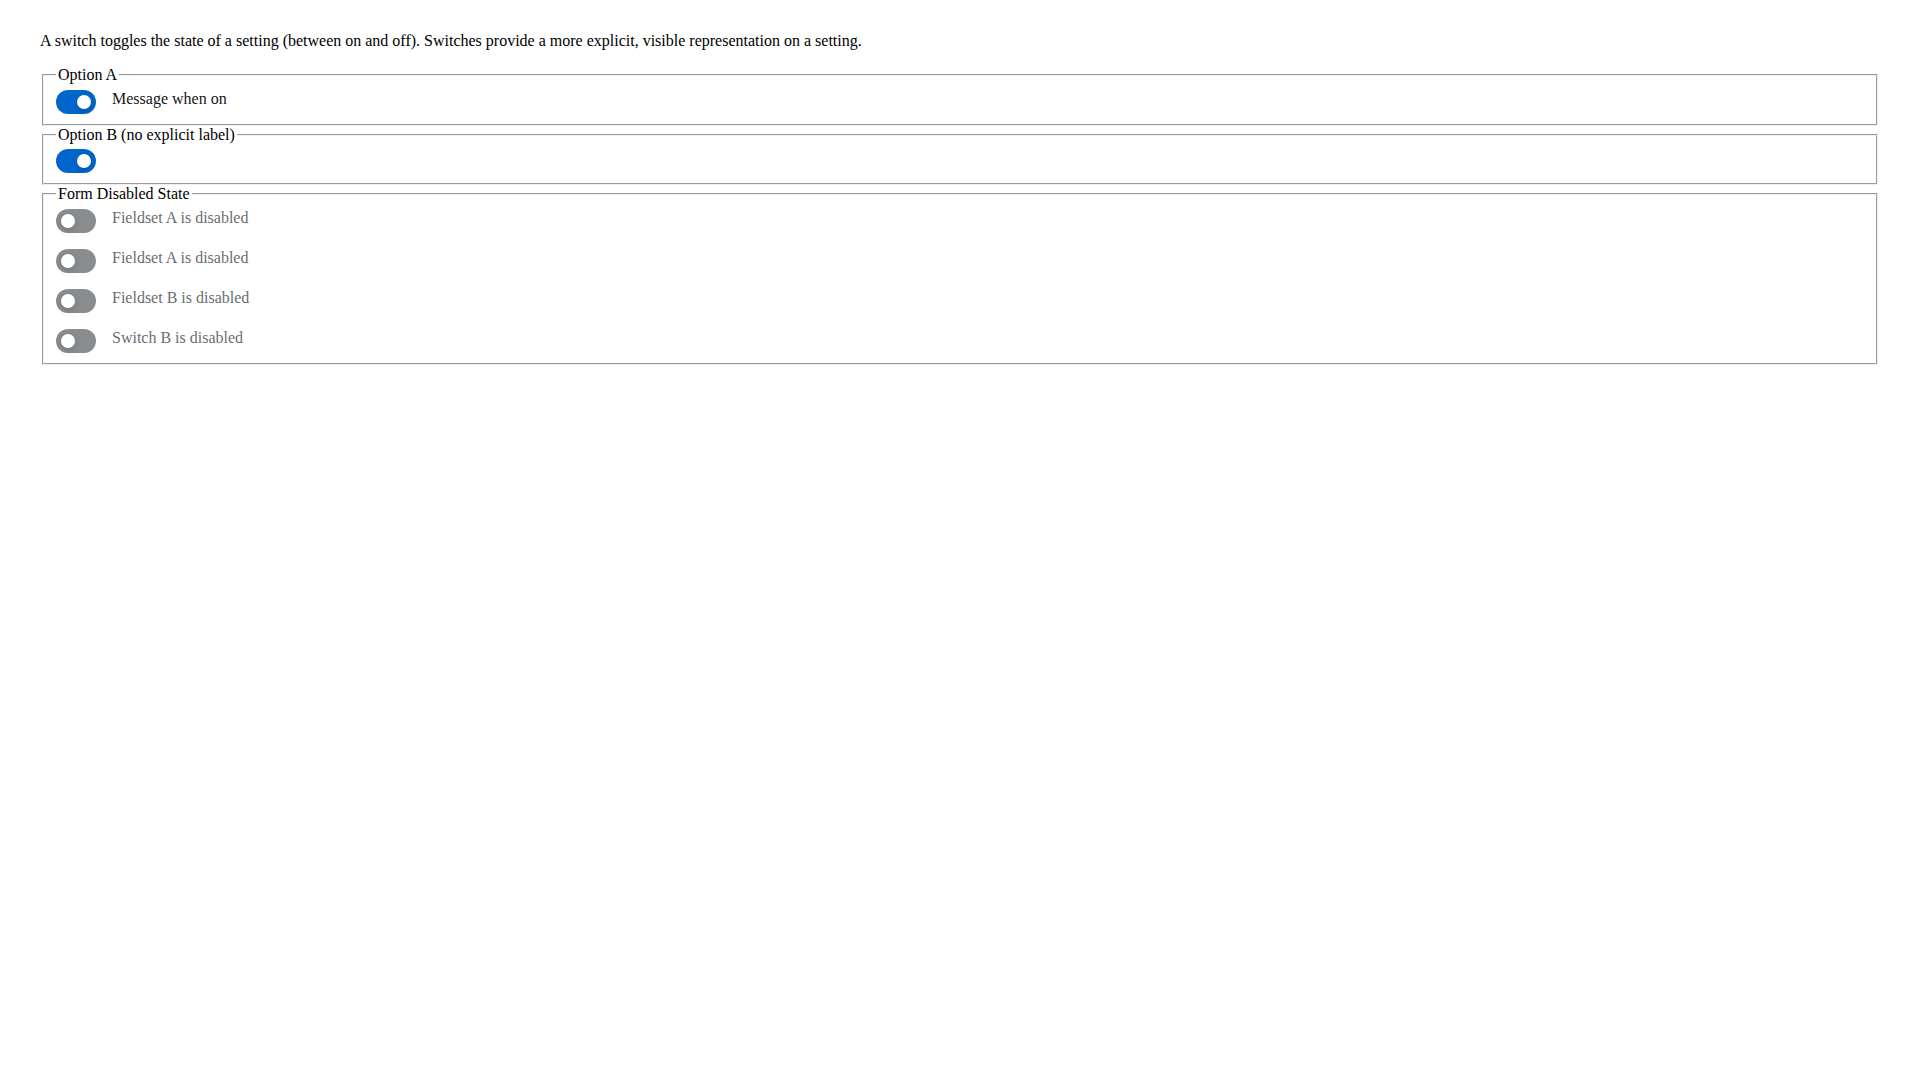 A switch toggles the state of a setting (between on and off). Switches provide a more explicit, visible representation on a setting.
Option A
Message when on
Option B (no explicit label)
Form Disabled State
Fieldset A is disabled
Fieldset A is disabled
Fieldset B is disabled
Switch B is disabled